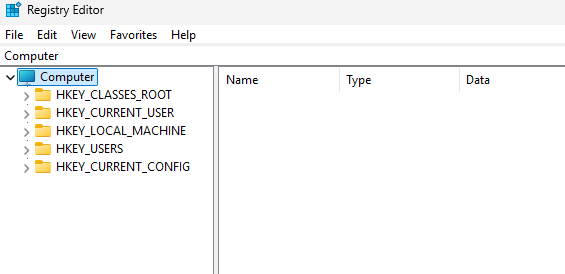 Registry Editor
File Edit View Favorites Help
Computer
Computer
HKEY_CLASSES_ROOT
HKEY_CURRENT_USER
HKEY_LOCAL_MACHINE
HKEY_USERS
HKEY_CURRENT_CONFIG
Name Type Data